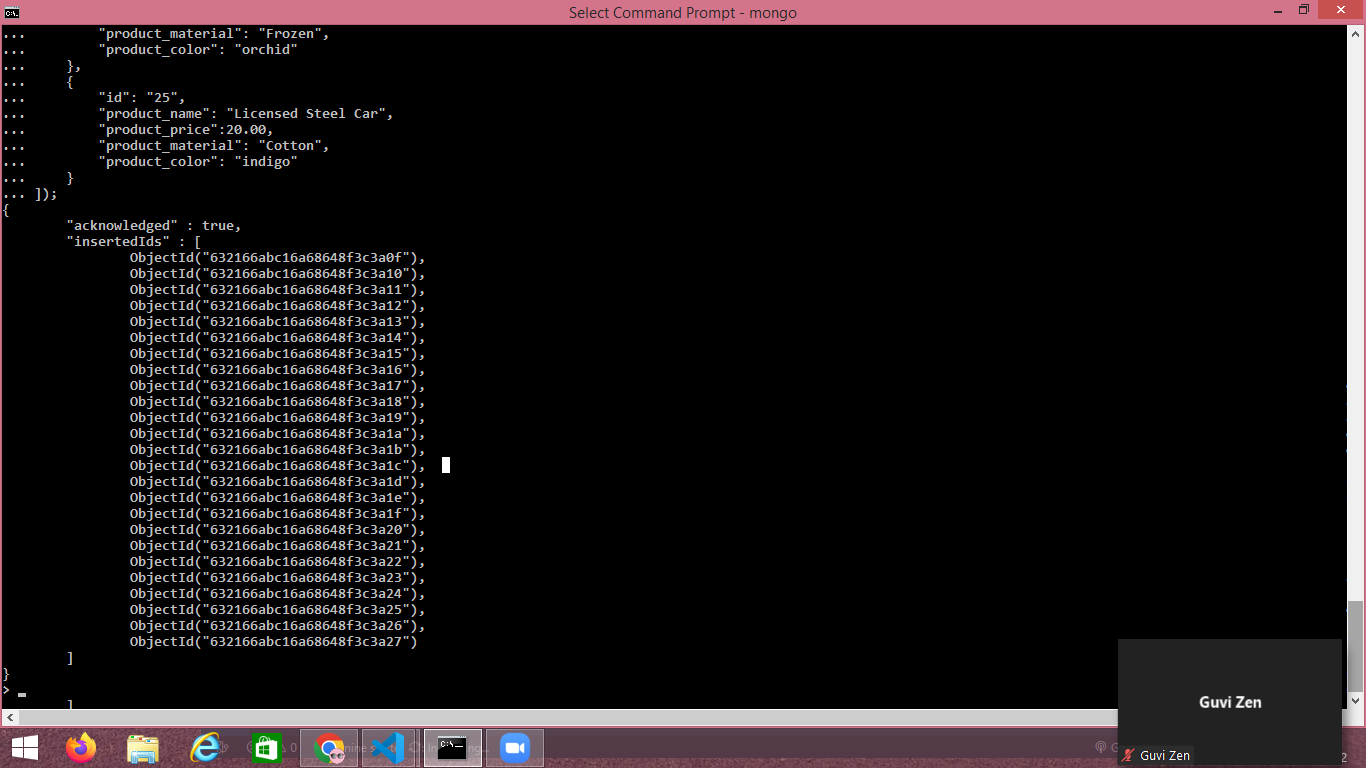 Select Command Prompt - mongo
...         "product_material": "Frozen",
...         "product_color": "orchid"
...     },
...     {
...         "id": "25",
...         "product_name": "Licensed Steel Car",
...         "product_price":20.00,
...         "product_material": "Cotton",
...         "product_color": "indigo"
...     }
... ]);
{
        "acknowledged" : true,
        "insertedIds" : [
                ObjectId("632166abc16a68648f3c3a0f"),
                ObjectId("632166abc16a68648f3c3a10"),
                ObjectId("632166abc16a68648f3c3a11"),
                ObjectId("632166abc16a68648f3c3a12"),
                ObjectId("632166abc16a68648f3c3a13"),
                ObjectId("632166abc16a68648f3c3a14"),
                ObjectId("632166abc16a68648f3c3a15"),
                ObjectId("632166abc16a68648f3c3a16"),
                ObjectId("632166abc16a68648f3c3a17"),
                ObjectId("632166abc16a68648f3c3a18"),
                ObjectId("632166abc16a68648f3c3a19"),
                ObjectId("632166abc16a68648f3c3a1a"),
                ObjectId("632166abc16a68648f3c3a1b"),
                ObjectId("632166abc16a68648f3c3a1c"),
                ObjectId("632166abc16a68648f3c3a1d"),
                ObjectId("632166abc16a68648f3c3a1e"),
                ObjectId("632166abc16a68648f3c3a1f"),
                ObjectId("632166abc16a68648f3c3a20"),
                ObjectId("632166abc16a68648f3c3a21"),
                ObjectId("632166abc16a68648f3c3a22"),
                ObjectId("632166abc16a68648f3c3a23"),
                ObjectId("632166abc16a68648f3c3a24"),
                ObjectId("632166abc16a68648f3c3a25"),
                ObjectId("632166abc16a68648f3c3a26"),
                ObjectId("632166abc16a68648f3c3a27")
        ]
}
>
        ]
Guvi Zen
Guvi Zen